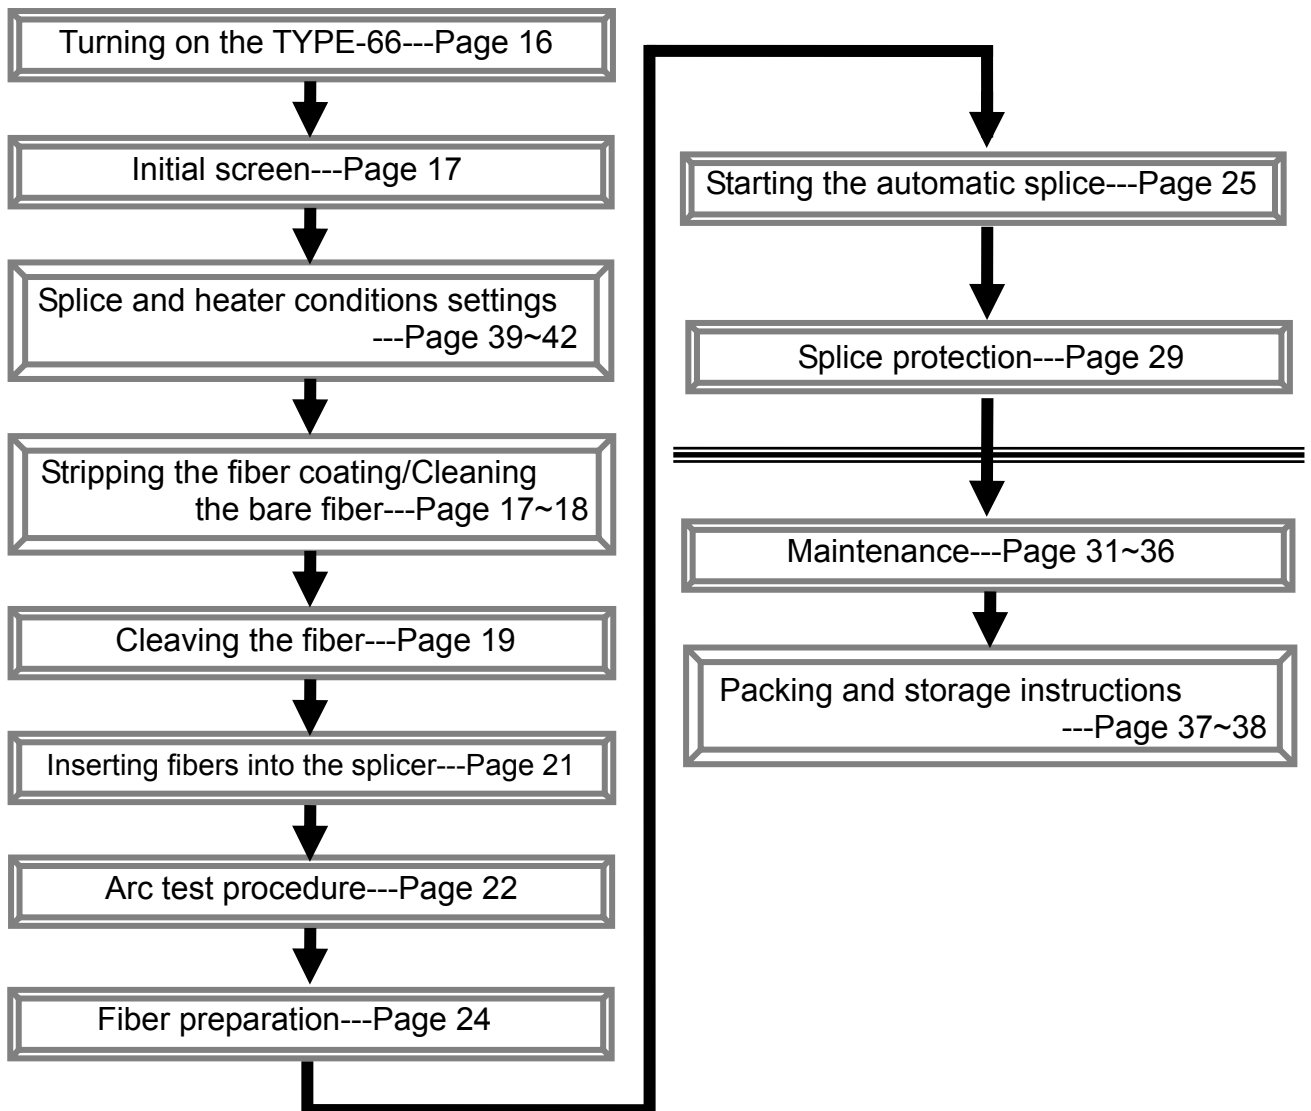 Turning on the TYPE-66---Page 16
Initial screen---Page 17
Splice and heater conditions settings
---Page 39~42
Stripping the fiber coating/Cleaning
the bare fiber---Page 17~18
Cleaving the fiber---Page 19
Inserting fibers into the splicer---Page 21
Arc test procedure---Page 22
Fiber preparation---Page 24
Starting the automatic splice---Page 25
Splice protection---Page 29
Maintenance---Page 31~36
Packing and storage instructions
---Page 37~38